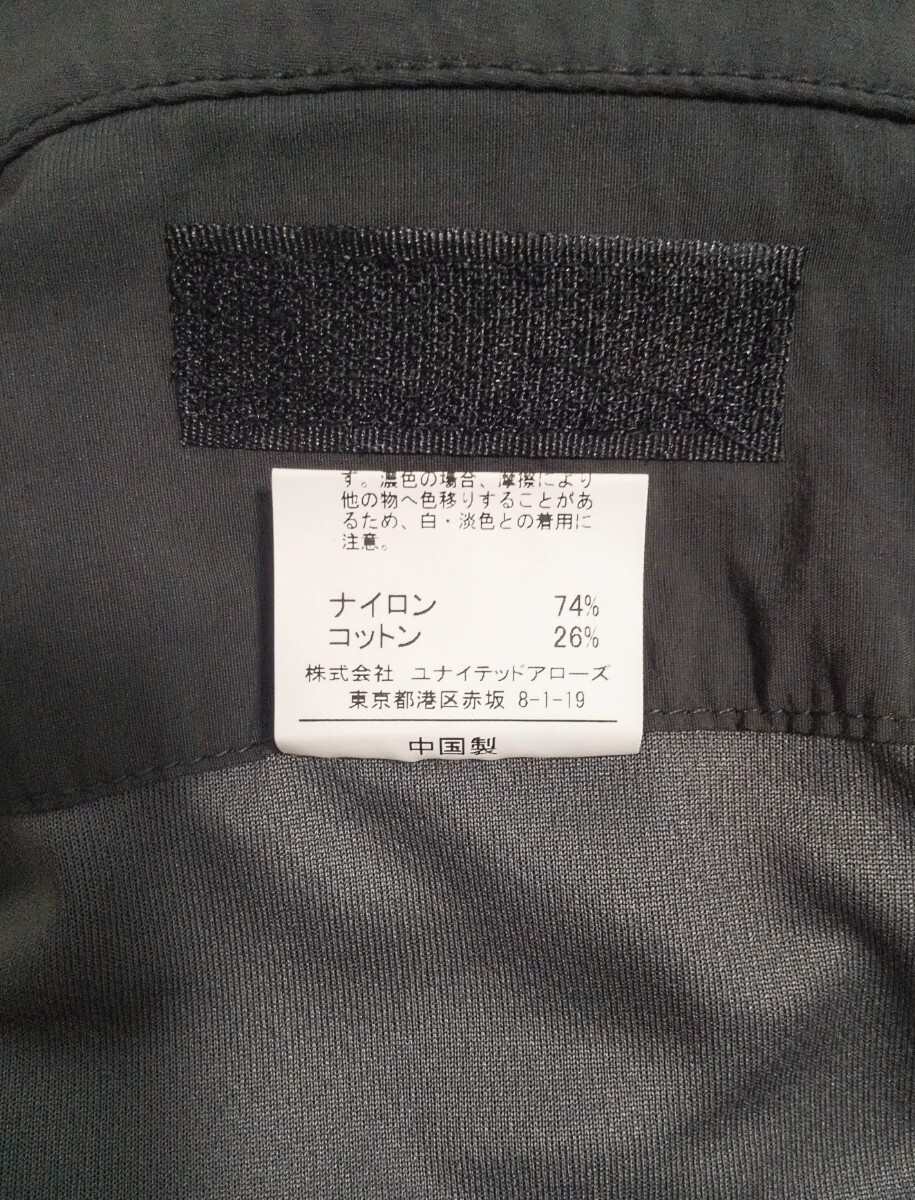 す。濃色の場合、摩擦により
他の物へ色移りすることがあ
るため、白・淡色との着用に
注意。
ナイロン 74%
コットン 26%
株式会社 ユナイテッドアローズ
東京都港区赤坂 8-1-19
中国製